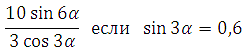 10 sin 6α
3 cos 3α
если sin 3α = 0,6